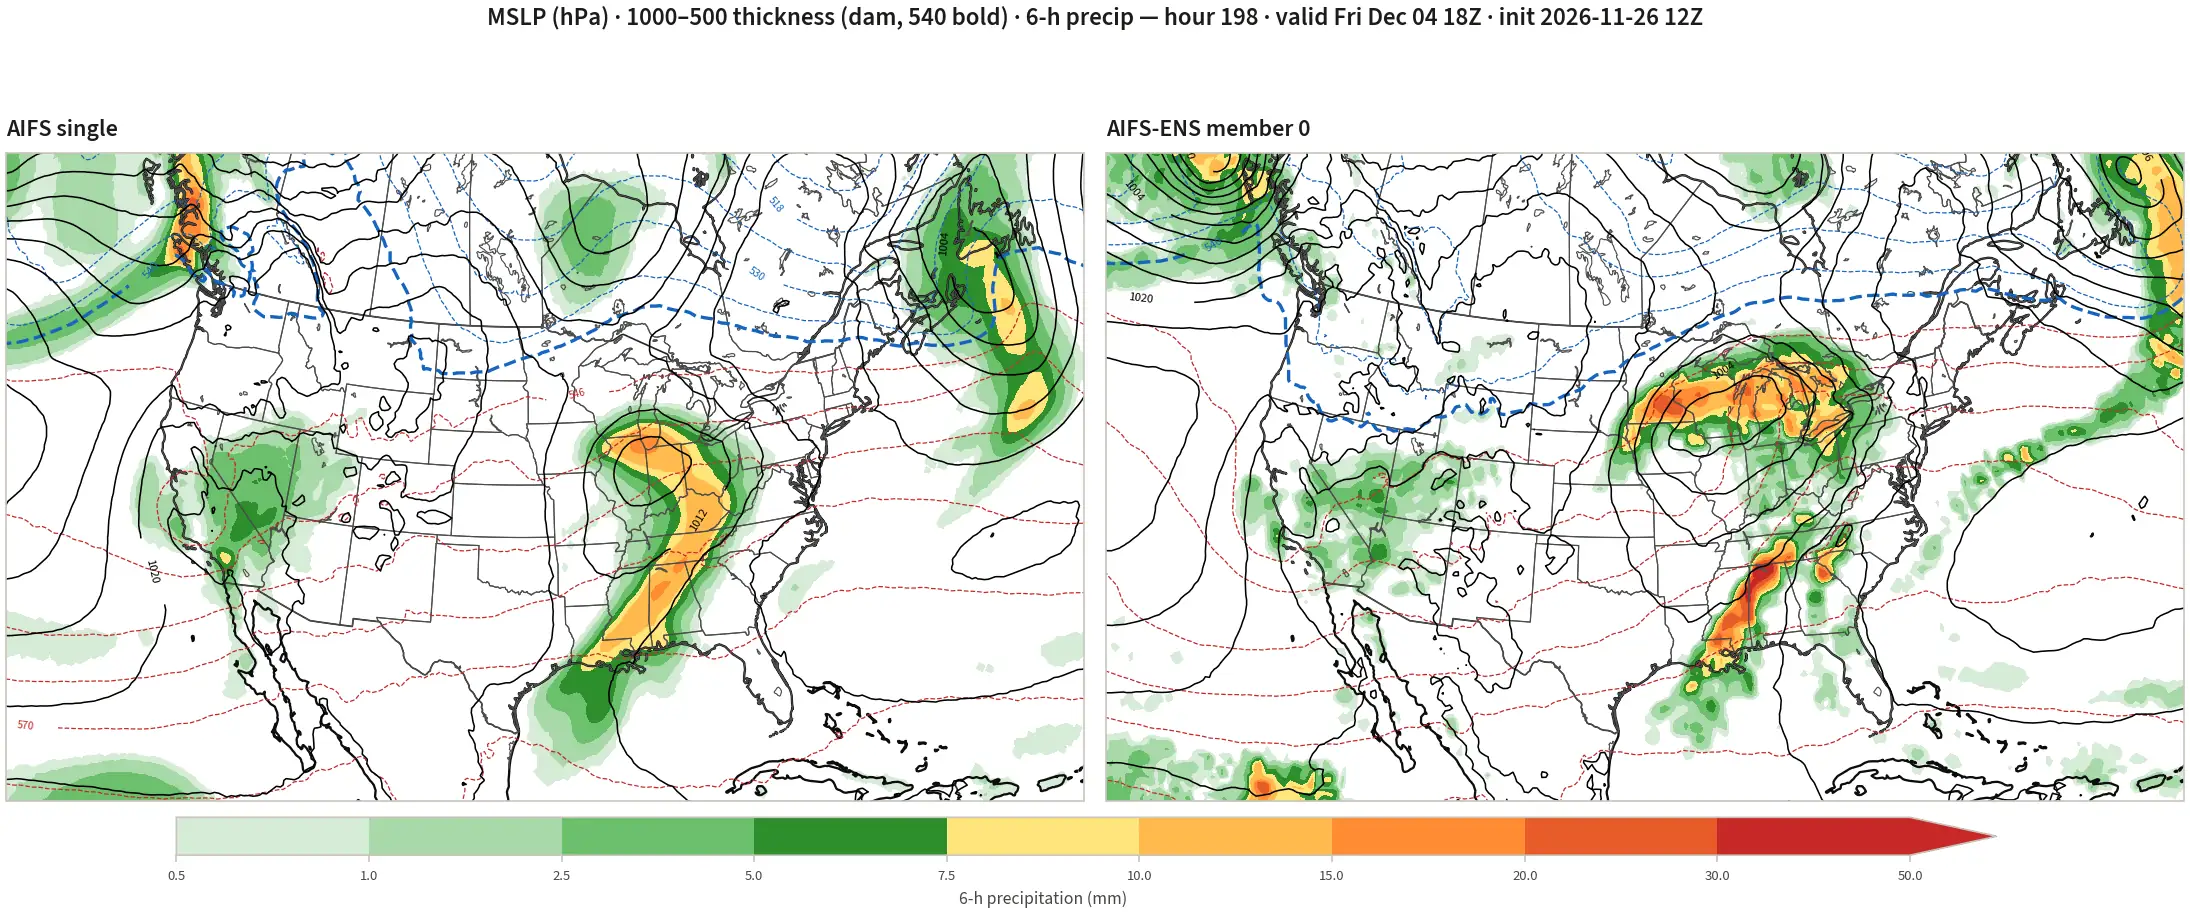 MSLP (hPa) · 1000–500 thickness (dam, 540 bold) · 6-h precip — hour 198 · valid Fri Dec 04 18Z · init 2026-11-26 12Z
AIFS single
AIFS-ENS member 0
518
530
1004
546
1012
1020
570
1004
1020
1004
0.5 1.0 2.5 5.0 7.5 10.0 15.0 20.0 30.0 50.0
6-h precipitation (mm)